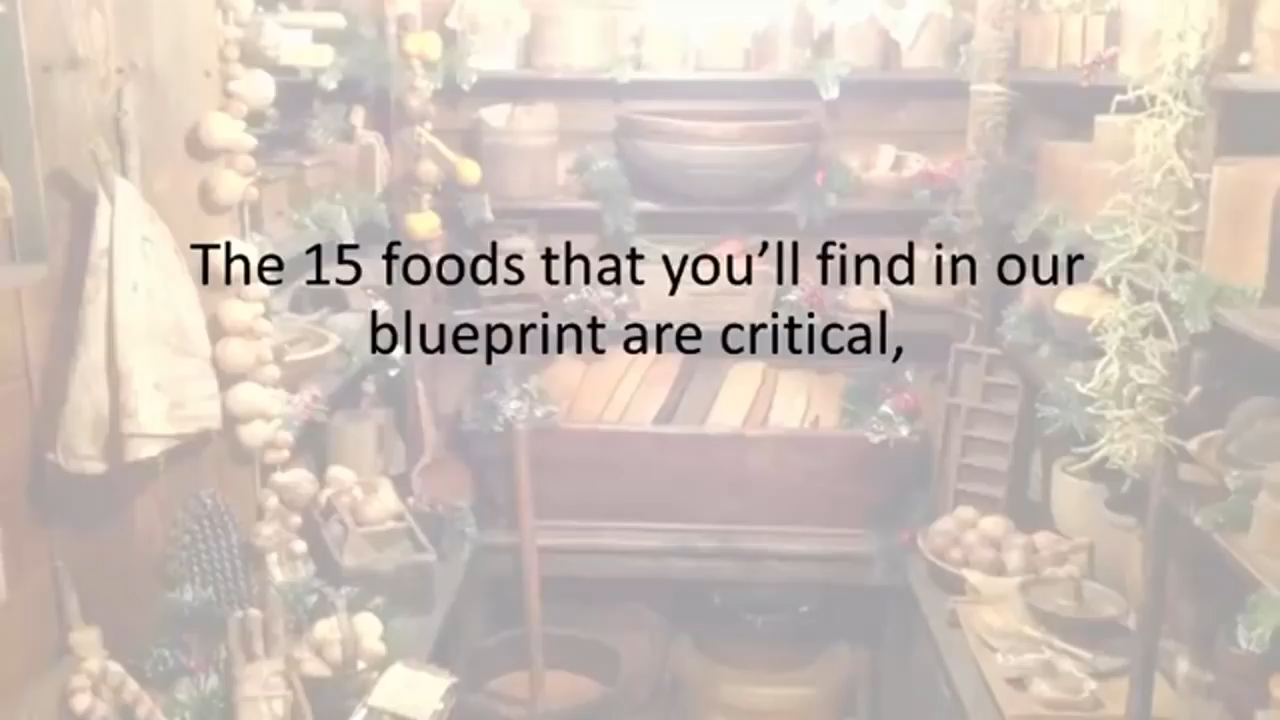 The 15 foods that you’ll find in our
blueprint are critical,